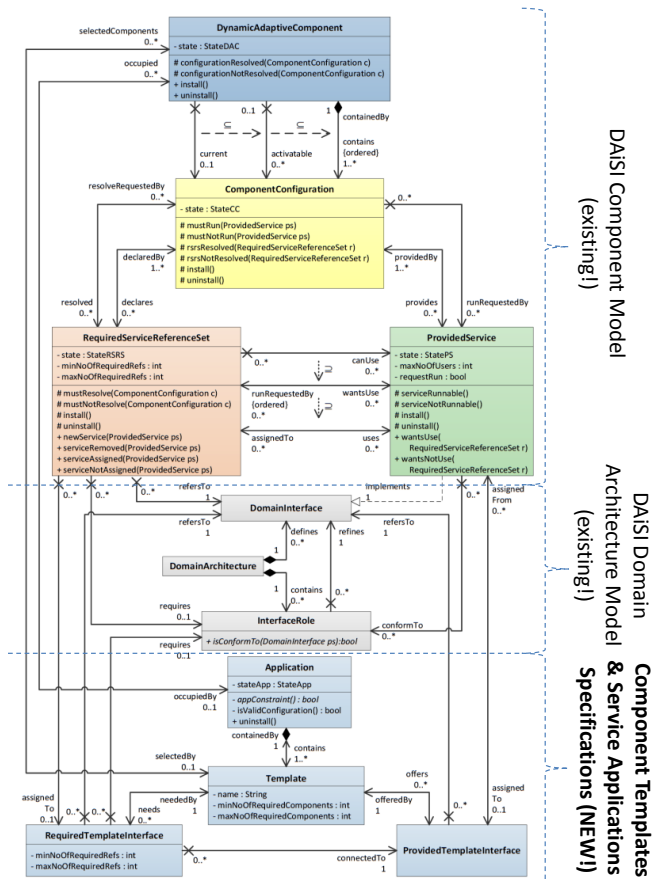 DynamicAdaptiveComponent
- state : StateDAC
# configurationResolved(ComponentConfiguration c)
# configurationNotResolved(ComponentConfiguration c)
+ install()
+ uninstall()
selectedComponents
0..*
occupied
0..*
0..1
1
containedBy
⊆
⊆
current
0..1
activatable
0..*
contains
{ordered}
1..*
ComponentConfiguration
- state : StateCC
# mustRun(ProvidedService ps)
# mustNotRun(ProvidedService ps)
# rsrsResolved(RequiredServiceReferenceSet r)
# rsrsNotResolved(RequiredServiceReferenceSet r)
# install()
# uninstall()
resolveRequestedBy
0..*
0..*
declaredBy
1..*
providedBy
1..*
resolved
0..*
declares
0..*
provides
0..*
runRequestedBy
0..*
RequiredServiceReferenceSet
- state : StateRSRS
- minNoOfRequiredRefs : int
- maxNoOfRequiredRefs : int
# mustResolve(ComponentConfiguration c)
# mustNotResolve(ComponentConfiguration c)
# install()
# uninstall()
+ newService(ProvidedService ps)
+ serviceRemoved(ProvidedService ps)
+ serviceAssigned(ProvidedService ps)
+ serviceNotAssigned(ProvidedService ps)
ProvidedService
- state : StatePS
- maxNoOfUsers : int
- requestRun : bool
# serviceRunnable()
# serviceNotRunnable()
# install()
# uninstall()
+ wantsUse(
RequiredServiceReferenceSet r)
+ wantsNotUse(
RequiredServiceReferenceSet r)
0..*
canUse
0..*
⊇
runRequestedBy
{ordered}
0..*
wantsUse
0..*
⊇
assignedTo
0..*
uses
0..*
DAiSI Component Model
(existing!)
0..*
0..*
0..*
refersTo
1
implements
1
0..*
assigned
From
0..*
DomainInterface
refersTo
1
refersTo
1
defines
0..*
1
refines
1
DomainArchitecture
1
contains
0..*
0..*
InterfaceRole
+ isConformTo(DomainInterface ps):bool
requires
0..1
requires
0..1
conformTo
0..*
DAiSI Domain
Architecture Model
(existing!)
Application
- stateApp : StateApp
- appConstraint() : bool
- isValidConfiguration() : bool
+ uninstall()
occupiedBy
0..1
containedBy
1
contains
1..*
selectedBy
0..1
Template
- name : String
- minNoOfRequiredComponents : int
- maxNoOfRequiredComponents : int
neededBy
1
needs
0..*
offeredBy
1
offers
0..*
assigned
To
0..1
0..*
0..*
0..*
assigned
To
0..1
RequiredTemplateInterface
- minNoOfRequiredRefs : int
- maxNoOfRequiredRefs : int
0..*
connectedTo
1
ProvidedTemplateInterface
Component Templates
& Service Applications
Specifications (NEW!)